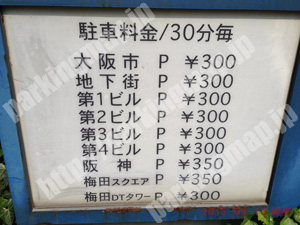 駐車料金/30分毎
大阪市 P ¥300
地下街 P ¥300
第1ビル P ¥300
第2ビル P ¥300
第3ビル P ¥300
第4ビル P ¥300
阪神 P ¥350
梅田スクエア P ¥350
梅田DTタワー P ¥300